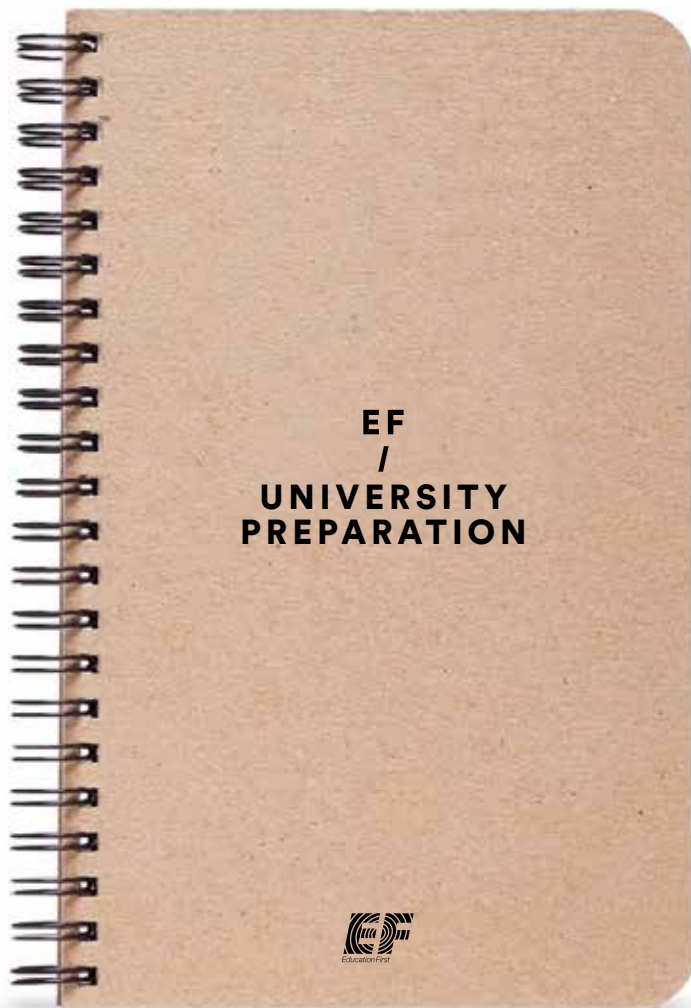 EF
/
UNIVERSITY
PREPARATION
EF
Education First